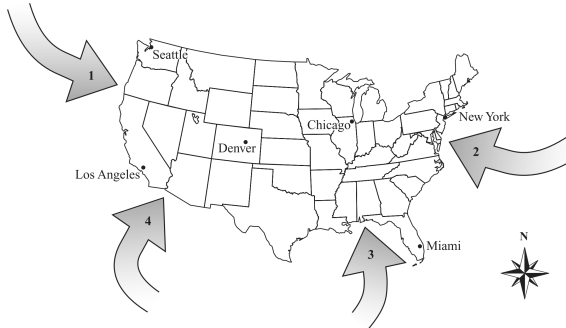 Seattle
1
New York
Chicago
Denver
2
Los Angeles
4
N
Miami
3